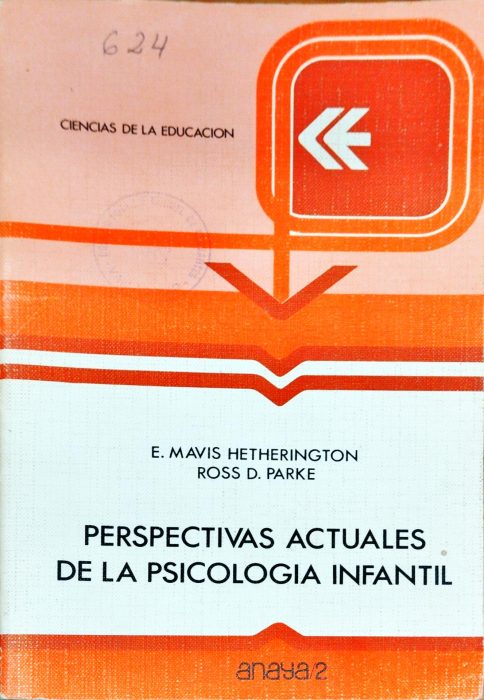 624
CIENCIAS DE LA EDUCACION
E. MAVIS HETHERINGTON
ROSS D. PARKE
PERSPECTIVAS ACTUALES
DE LA PSICOLOGIA INFANTIL
anaya/2